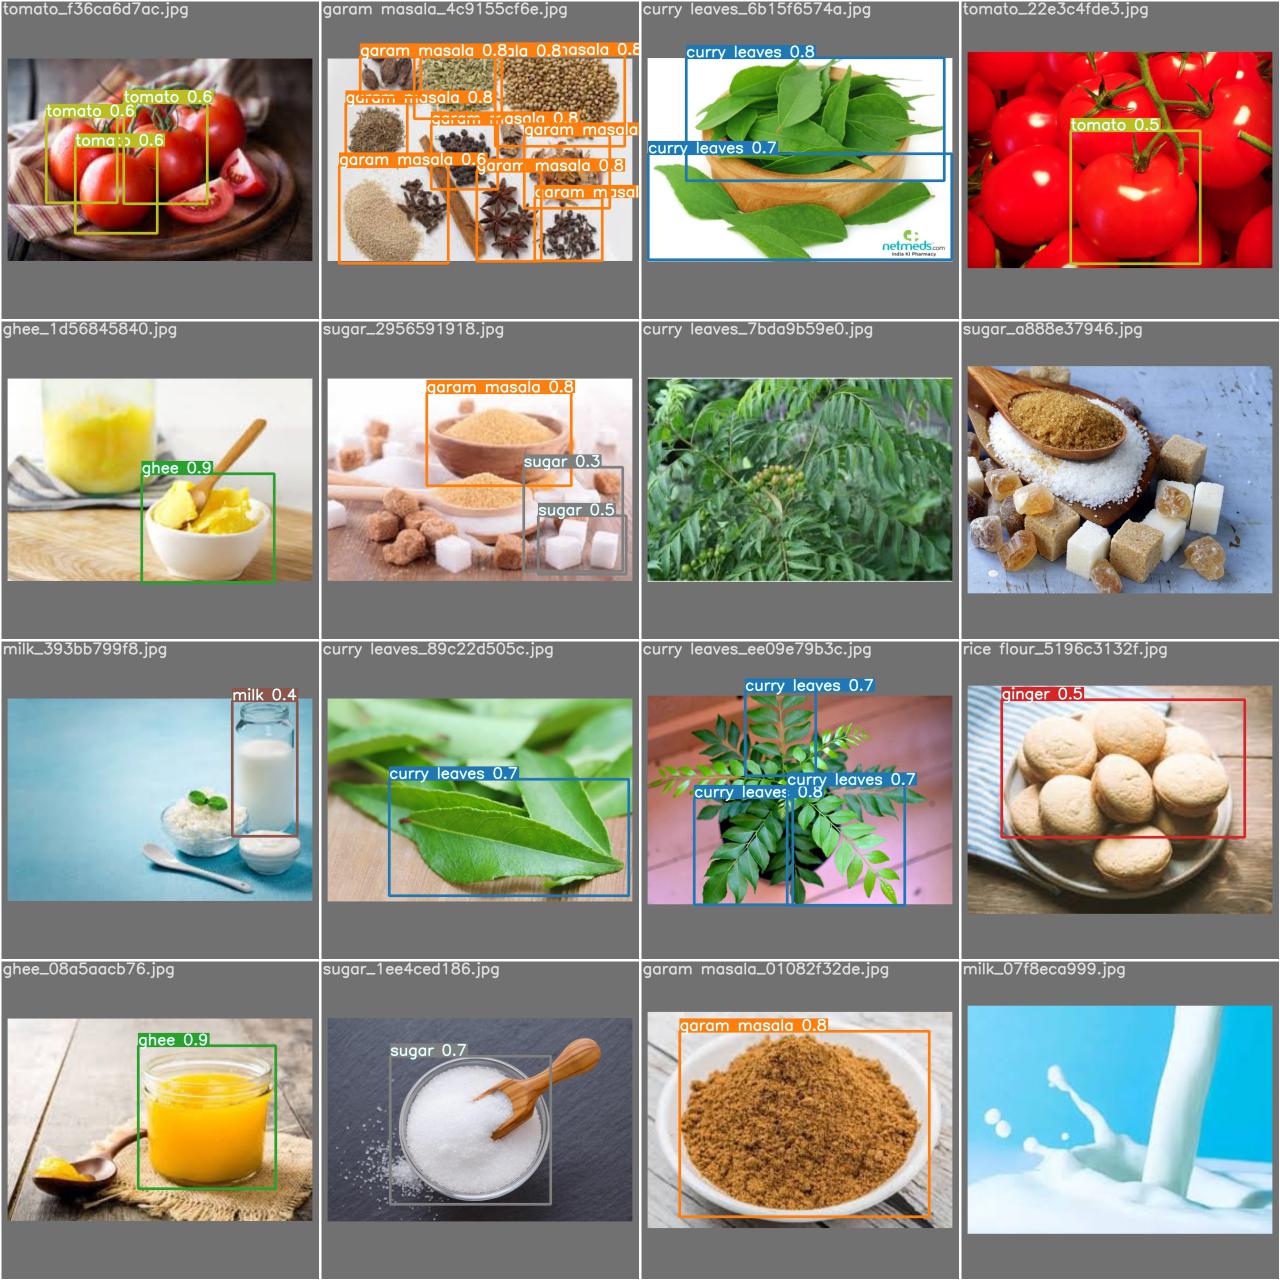 tomato_f36ca6d7ac.jpg
garam masala_4c9155cf6e.jpg
curry leaves_6b15f6574a.jpg
tomato_22e3c4fde3.jpg
tomato 0.6
tomato 0.6
tomato 0.6
garam masala 0.8
ala 0.8
masala 0.8
garam masala 0.8
garam masala 0.8
garam masala
garam masala 0.6
garam masala 0.8
garam masal
curry leaves 0.8
curry leaves 0.7
netmeds.com
India Ki Pharmacy
tomato 0.5
ghee_1d56845840.jpg
sugar_2956591918.jpg
curry leaves_7bda9b59e0.jpg
sugar_a888e37946.jpg
ghee 0.9
garam masala 0.8
sugar 0.3
sugar 0.5
milk_393bb799f8.jpg
curry leaves_89c22d505c.jpg
curry leaves_ee09e79b3c.jpg
rice flour_5196c3132f.jpg
milk 0.4
curry leaves 0.7
curry leaves 0.7
curry leaves 0.7
curry leaves 0.8
ginger 0.5
ghee_08a5aacb76.jpg
sugar_1ee4ced186.jpg
garam masala_01082f32de.jpg
milk_07f8eca999.jpg
ghee 0.9
sugar 0.7
garam masala 0.8